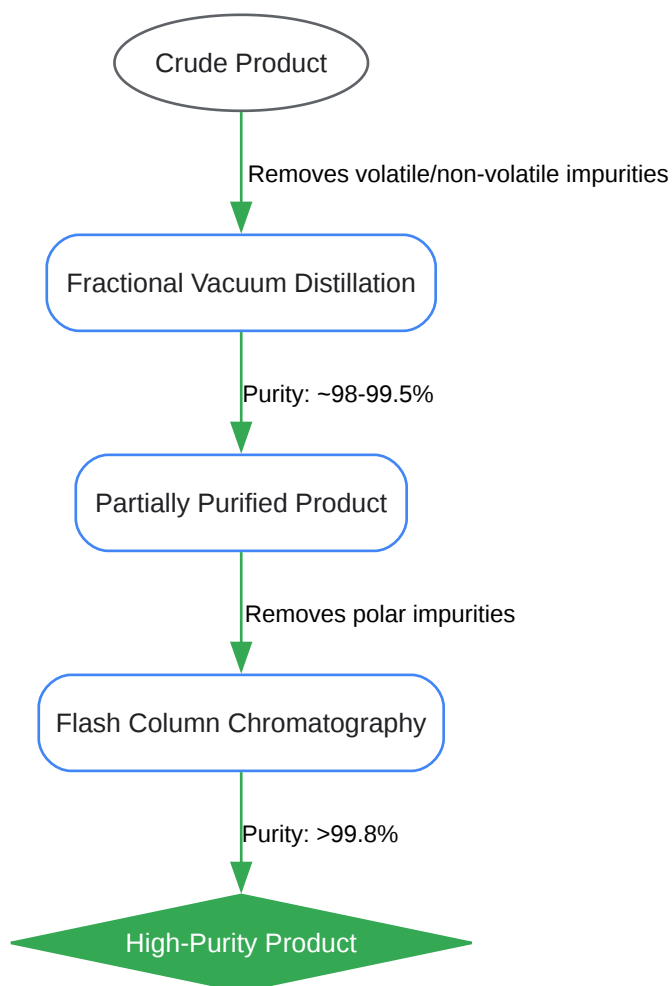 Crude Product
Removes volatile/non-volatile impurities
Fractional Vacuum Distillation
Purity: ~98-99.5%
Partially Purified Product
Removes polar impurities
Flash Column Chromatography
Purity: >99.8%
High-Purity Product